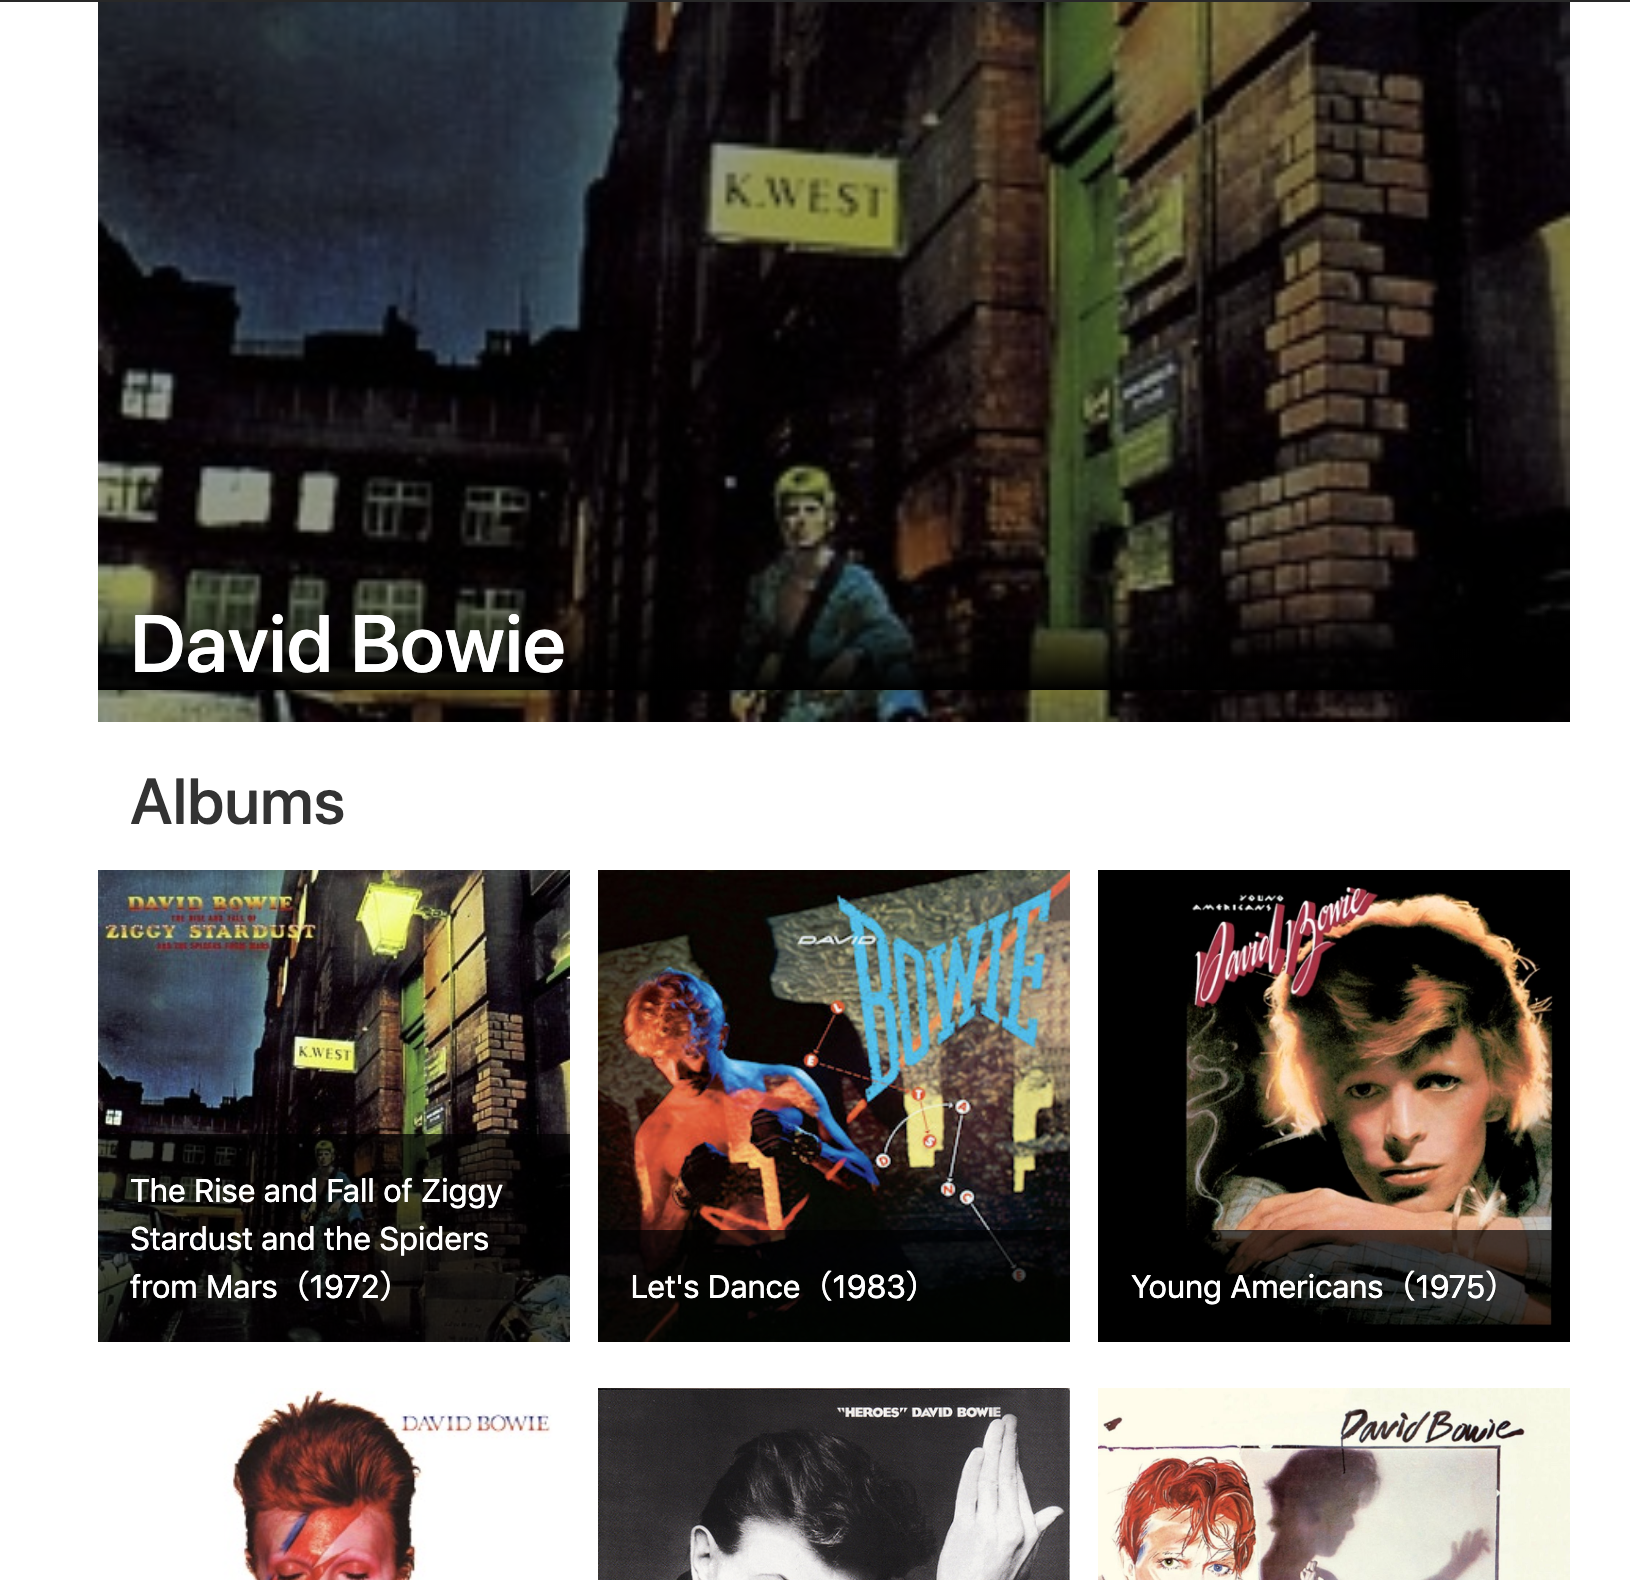 K.WEST
David Bowie
Albums
DAVID BOWIE
THE RISE AND FALL OF
ZIGGY STARDUST
AND THE SPIDERS FROM MARS
K.WEST
The Rise and Fall of Ziggy
Stardust and the Spiders
from Mars（1972）
DAVID
BOWIE
L
E
T
S
D
A
N
C
E
Let's Dance（1983）
YOUNG
AMERICANS
David Bowie
Young Americans（1975）
DAVID BOWIE
"HEROES" DAVID BOWIE
David Bowie